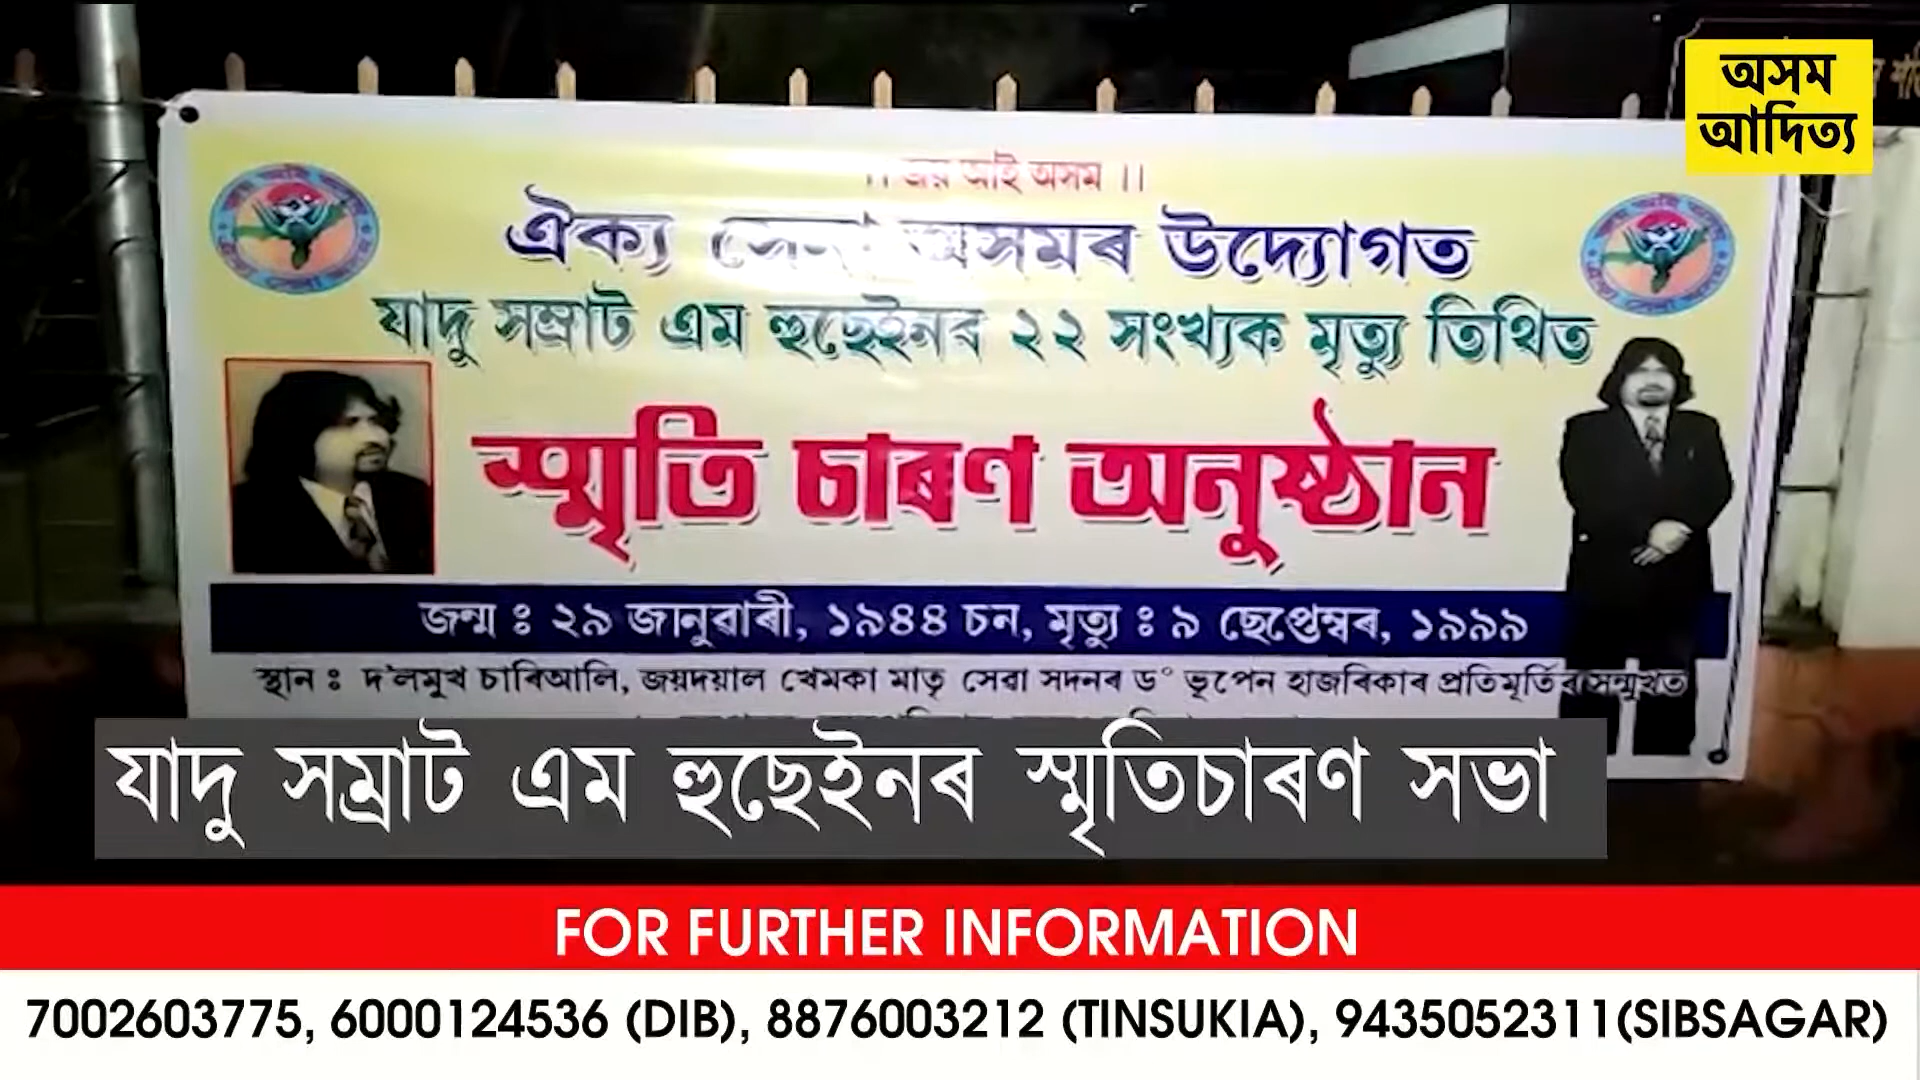 অসম
আদিত্য
।। জয় আই অসম ।।
ঐক্য সেনা অসমৰ উদ্যোগত
যাদু সম্ৰাট এম হুছেইনৰ ২২ সংখ্যক মৃত্যু তিথিত
স্মৃতি চাৰণ অনুষ্ঠান
জন্ম : ২৯ জানুৱাৰী, ১৯৪৪ চন, মৃত্যু : ৯ ছেপ্তেম্বৰ, ১৯৯৯
স্থান : দ'লমুখ চাৰিআলি, জয়দয়াল খেমকা মাতৃ সেৱা সদনৰ ড° ভূপেন হাজৰিকাৰ প্ৰতিমূৰ্তিৰ সন্মুখত
যাদু সম্ৰাট এম হুছেইনৰ স্মৃতিচাৰণ সভা
FOR FURTHER INFORMATION
7002603775, 6000124536 (DIB), 8876003212 (TINSUKIA), 9435052311(SIBSAGAR)